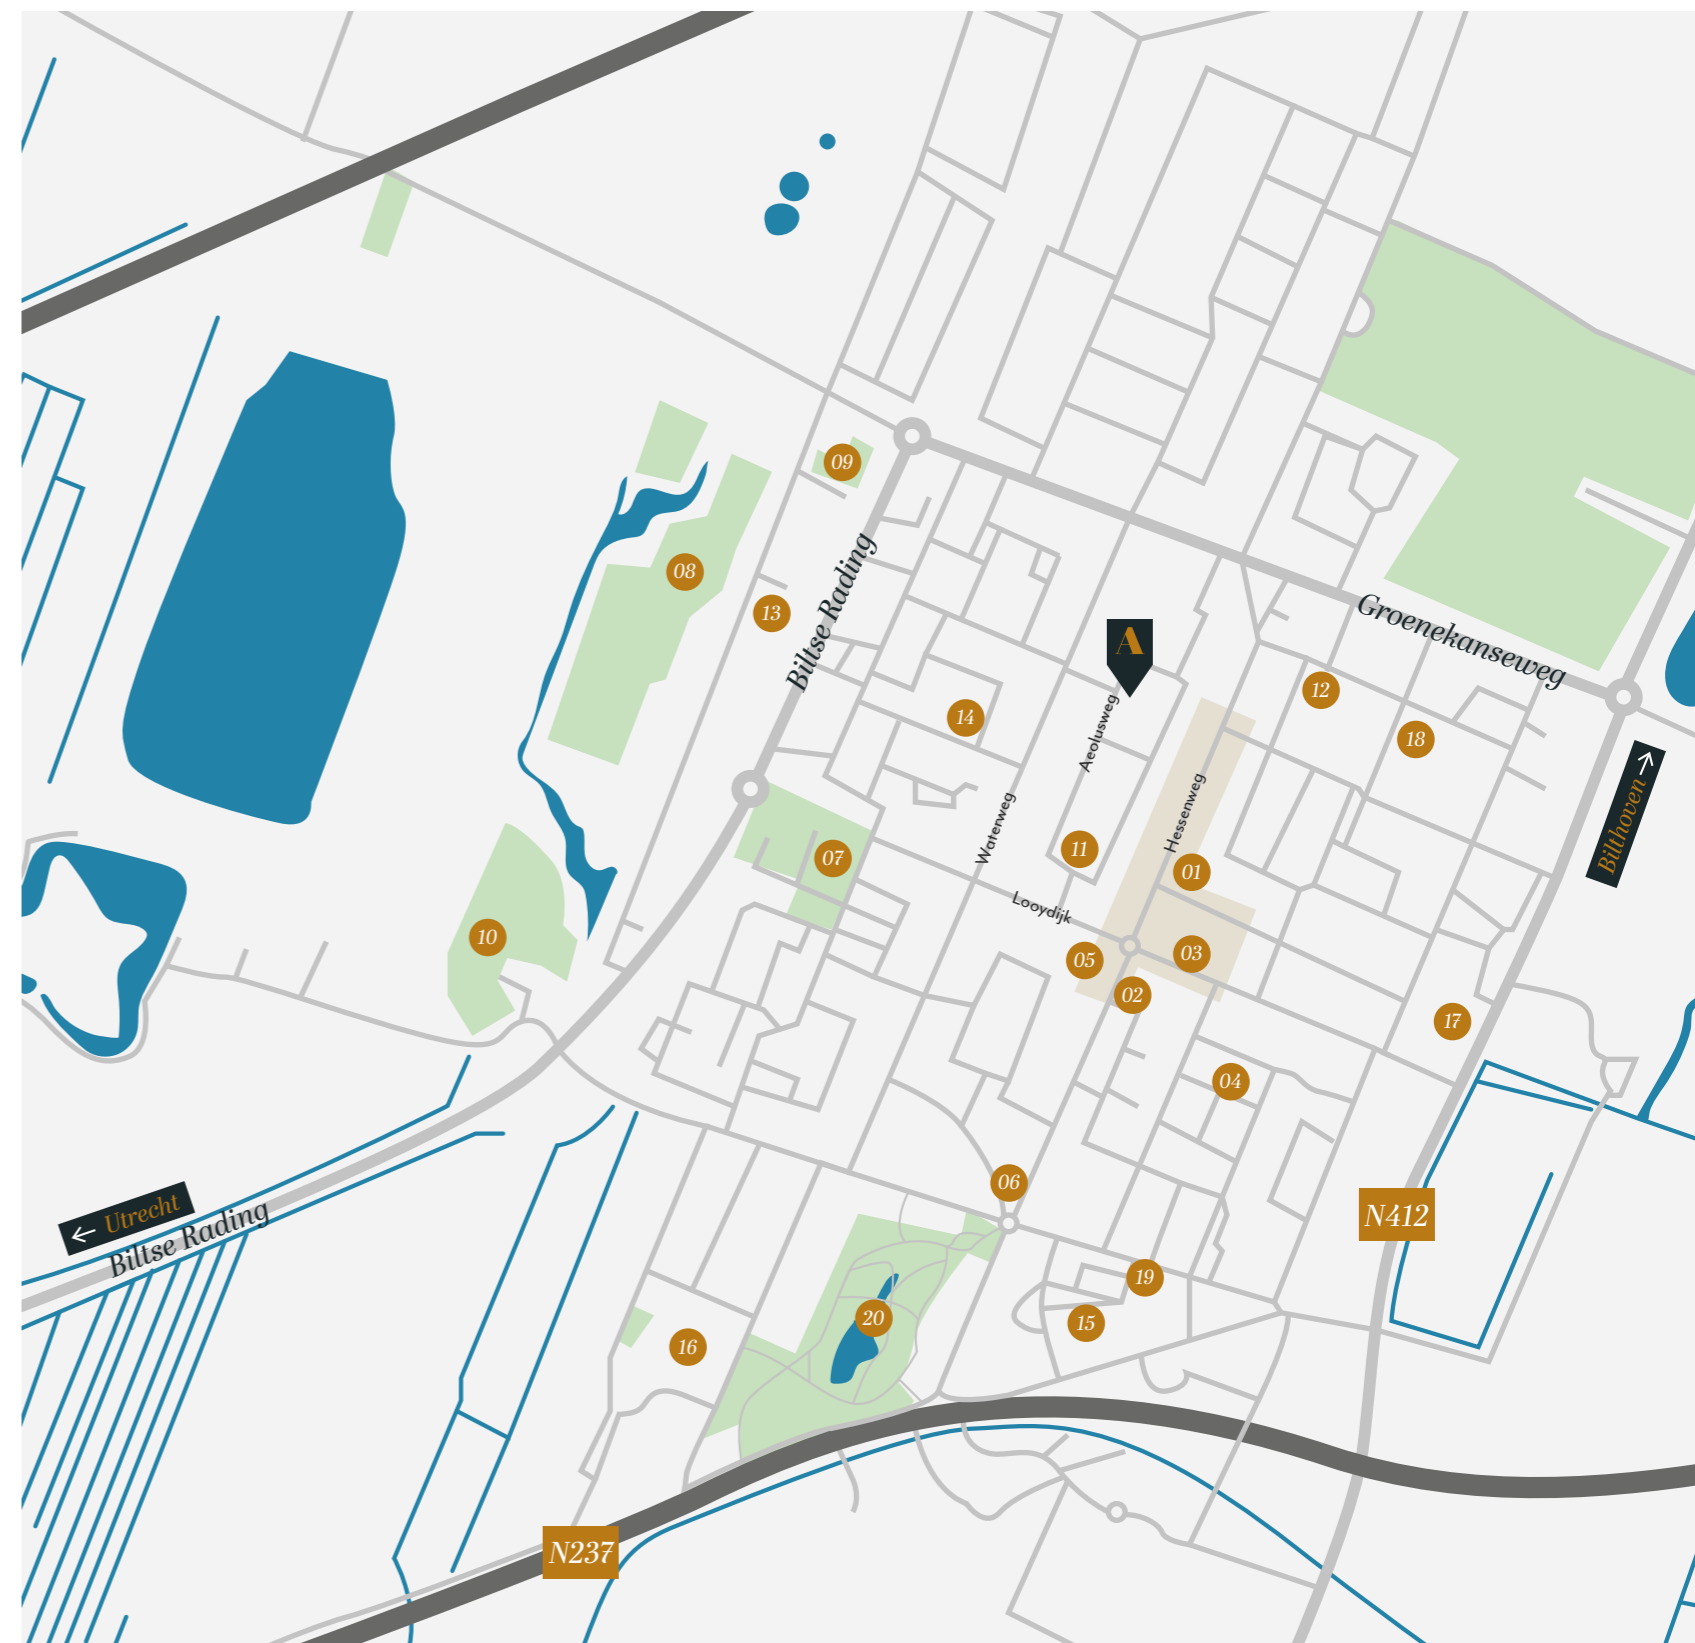 09
Biltse Rading
08
13
Groenekanseweg
A
12
14
18
Aeolusweg
Hessenweg
Waterweg
Bilthoven →
11
07
01
Looydijk
10
05
03
02
17
04
06
← Utrecht
Biltse Rading
N412
19
20
15
16
N237